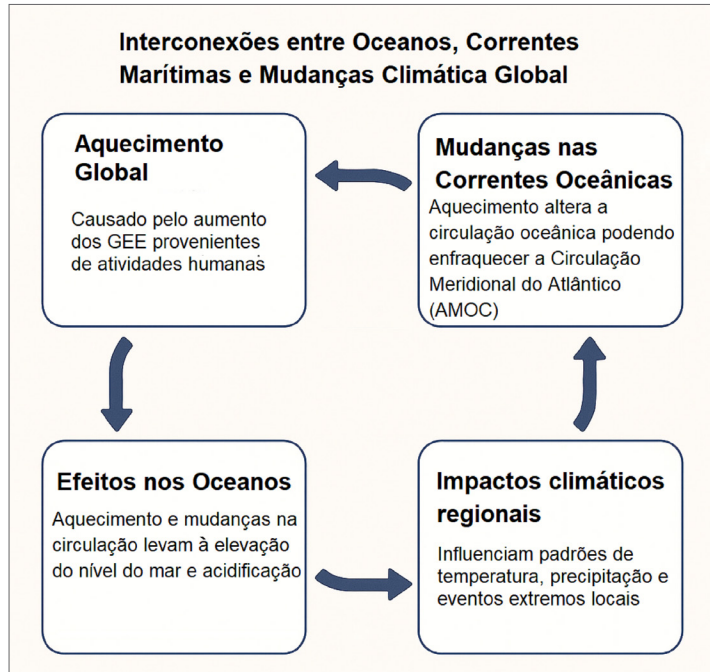 Interconexões entre Oceanos, Correntes
Marítimas e Mudanças Climática Global
Aquecimento
Global
Causado pelo aumento
dos GEE provenientes
de atividades humanas
Mudanças nas
Correntes Oceânicas
Aquecimento altera a
circulação oceânica podendo
enfraquecer a Circulação
Meridional do Atlântico
(AMOC)
Efeitos nos Oceanos
Aquecimento e mudanças na
circulação levam à elevação
do nível do mar e acidificação
Impactos climáticos
regionais
Influenciam padrões de
temperatura, precipitação e
eventos extremos locais